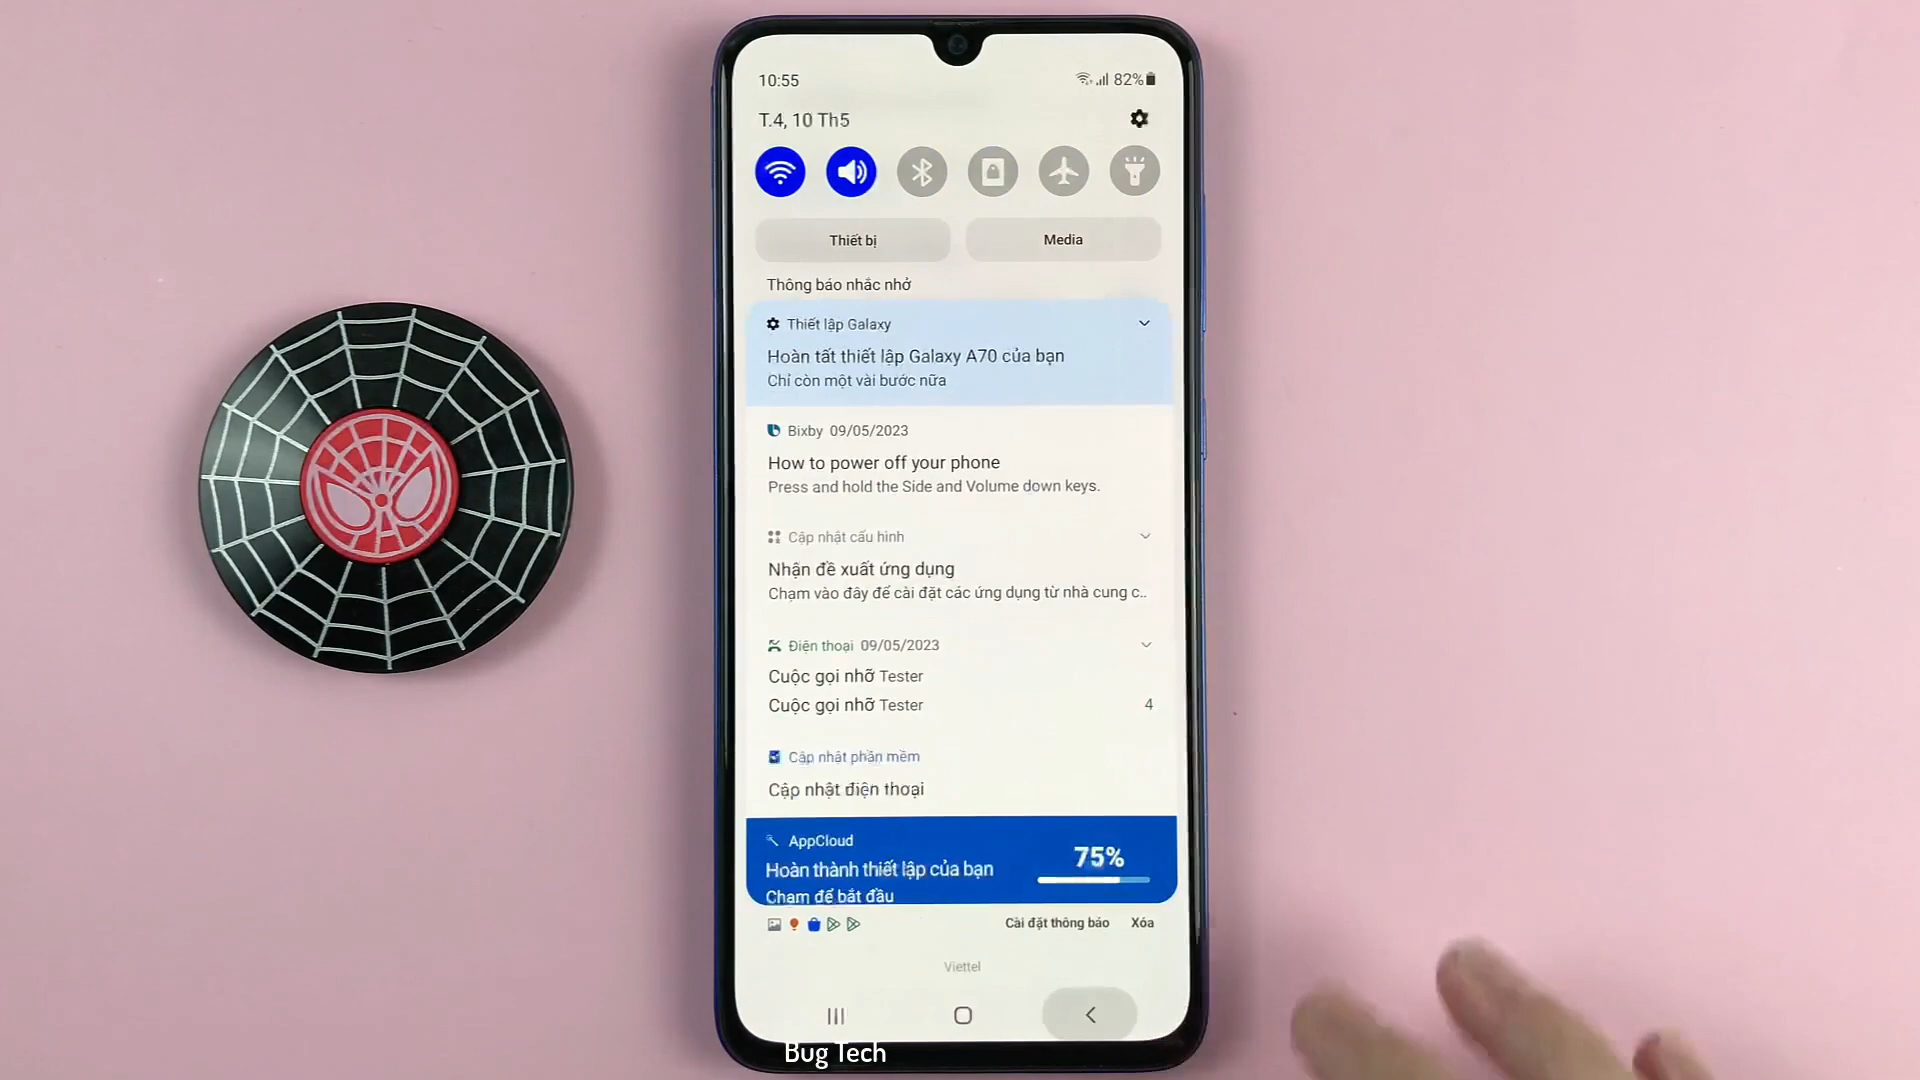 10:55
82%
T.4, 10 Th5
Thiết bị
Media
Thông báo nhắc nhở
Thiết lập Galaxy
Hoàn tất thiết lập Galaxy A70 của bạn
Chỉ còn một vài bước nữa
Bixby 09/05/2023
How to power off your phone
Press and hold the Side and Volume down keys.
Cập nhật cấu hình
Nhận đề xuất ứng dụng
Chạm vào đây để cài đặt các ứng dụng từ nhà cung c..
Điện thoại 09/05/2023
Cuộc gọi nhỡ Tester
Cuộc gọi nhỡ Tester 4
Cập nhật phần mềm
Cập nhật điện thoại
AppCloud
75%
Hoàn thành thiết lập của bạn
Chạm để bắt đầu
Cài đặt thông báo Xóa
Viettel
Bug Tech